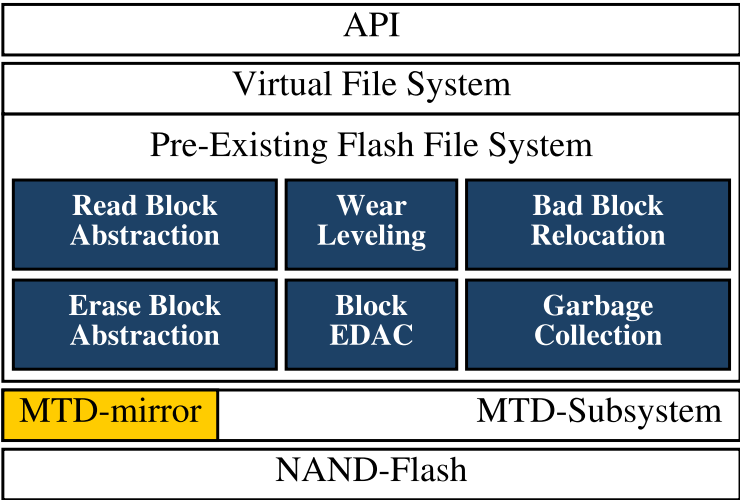 API
Virtual File System
Pre-Existing Flash File System
Read Block
Abstraction
Wear
Leveling
Bad Block
Relocation
Erase Block
Abstraction
Block
EDAC
Garbage
Collection
MTD-mirror
MTD-Subsystem
NAND-Flash